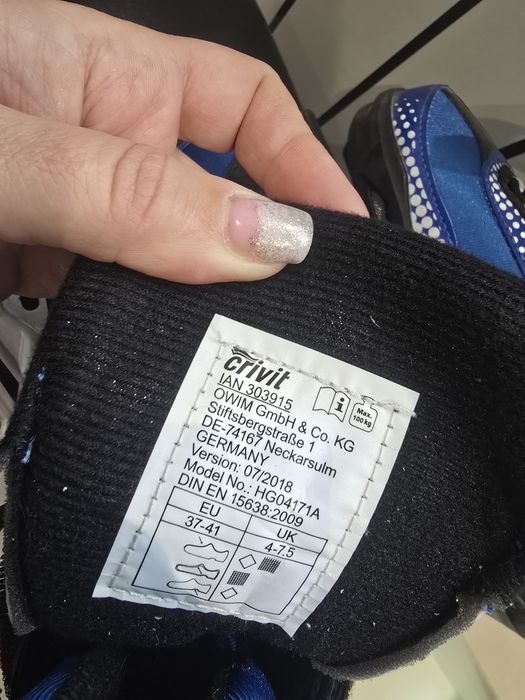 crivit
IAN 303915
OWIM GmbH & Co. KG
Stiftsbergstraße 1
DE-74167 Neckarsulm
GERMANY
Version: 07/2018
Model No.: HG04171A
DIN EN 15638:2009
EU UK
37-41 4-7.5
i
Max.
100 kg